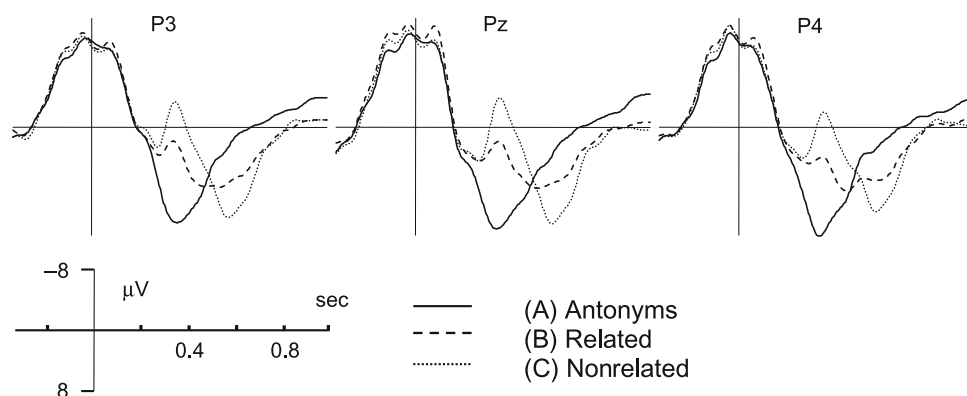 P3
Pz
P4
−8
μV
sec
0.4
0.8
8
(A) Antonyms
(B) Related
(C) Nonrelated